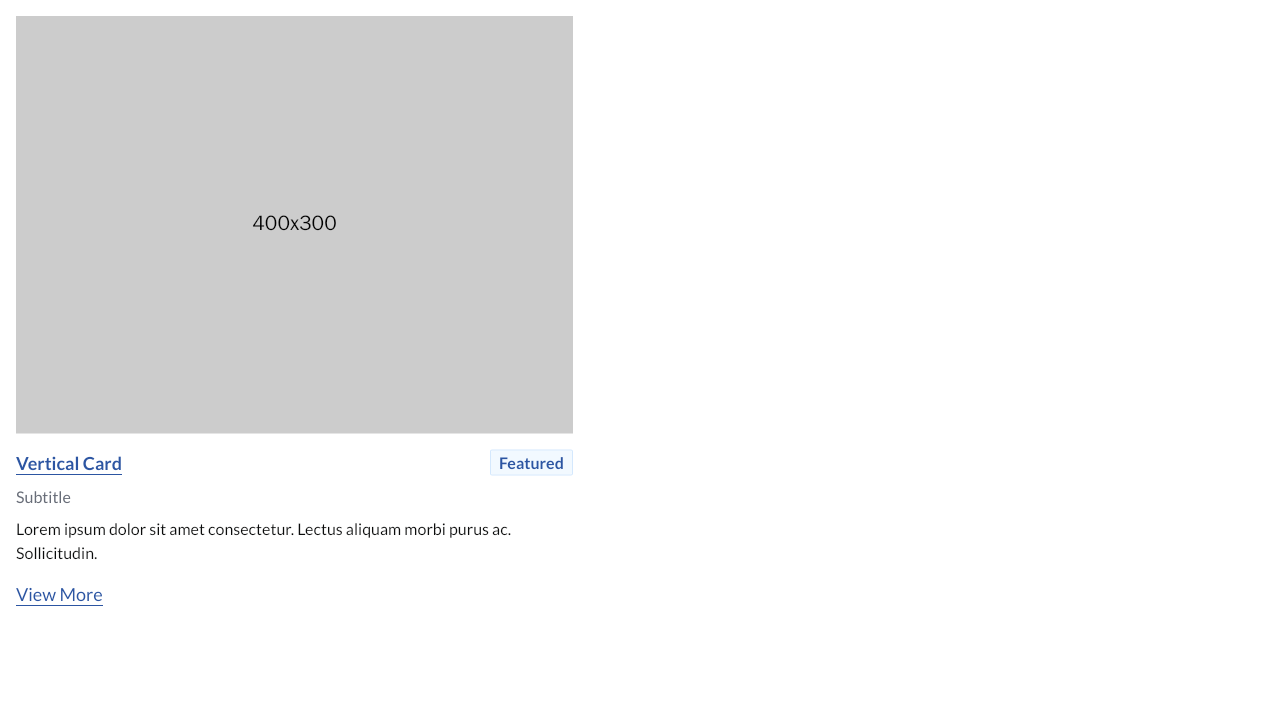 400x300
Vertical Card
Featured
Subtitle
Lorem ipsum dolor sit amet consectetur. Lectus aliquam morbi purus ac.
Sollicitudin.
View More